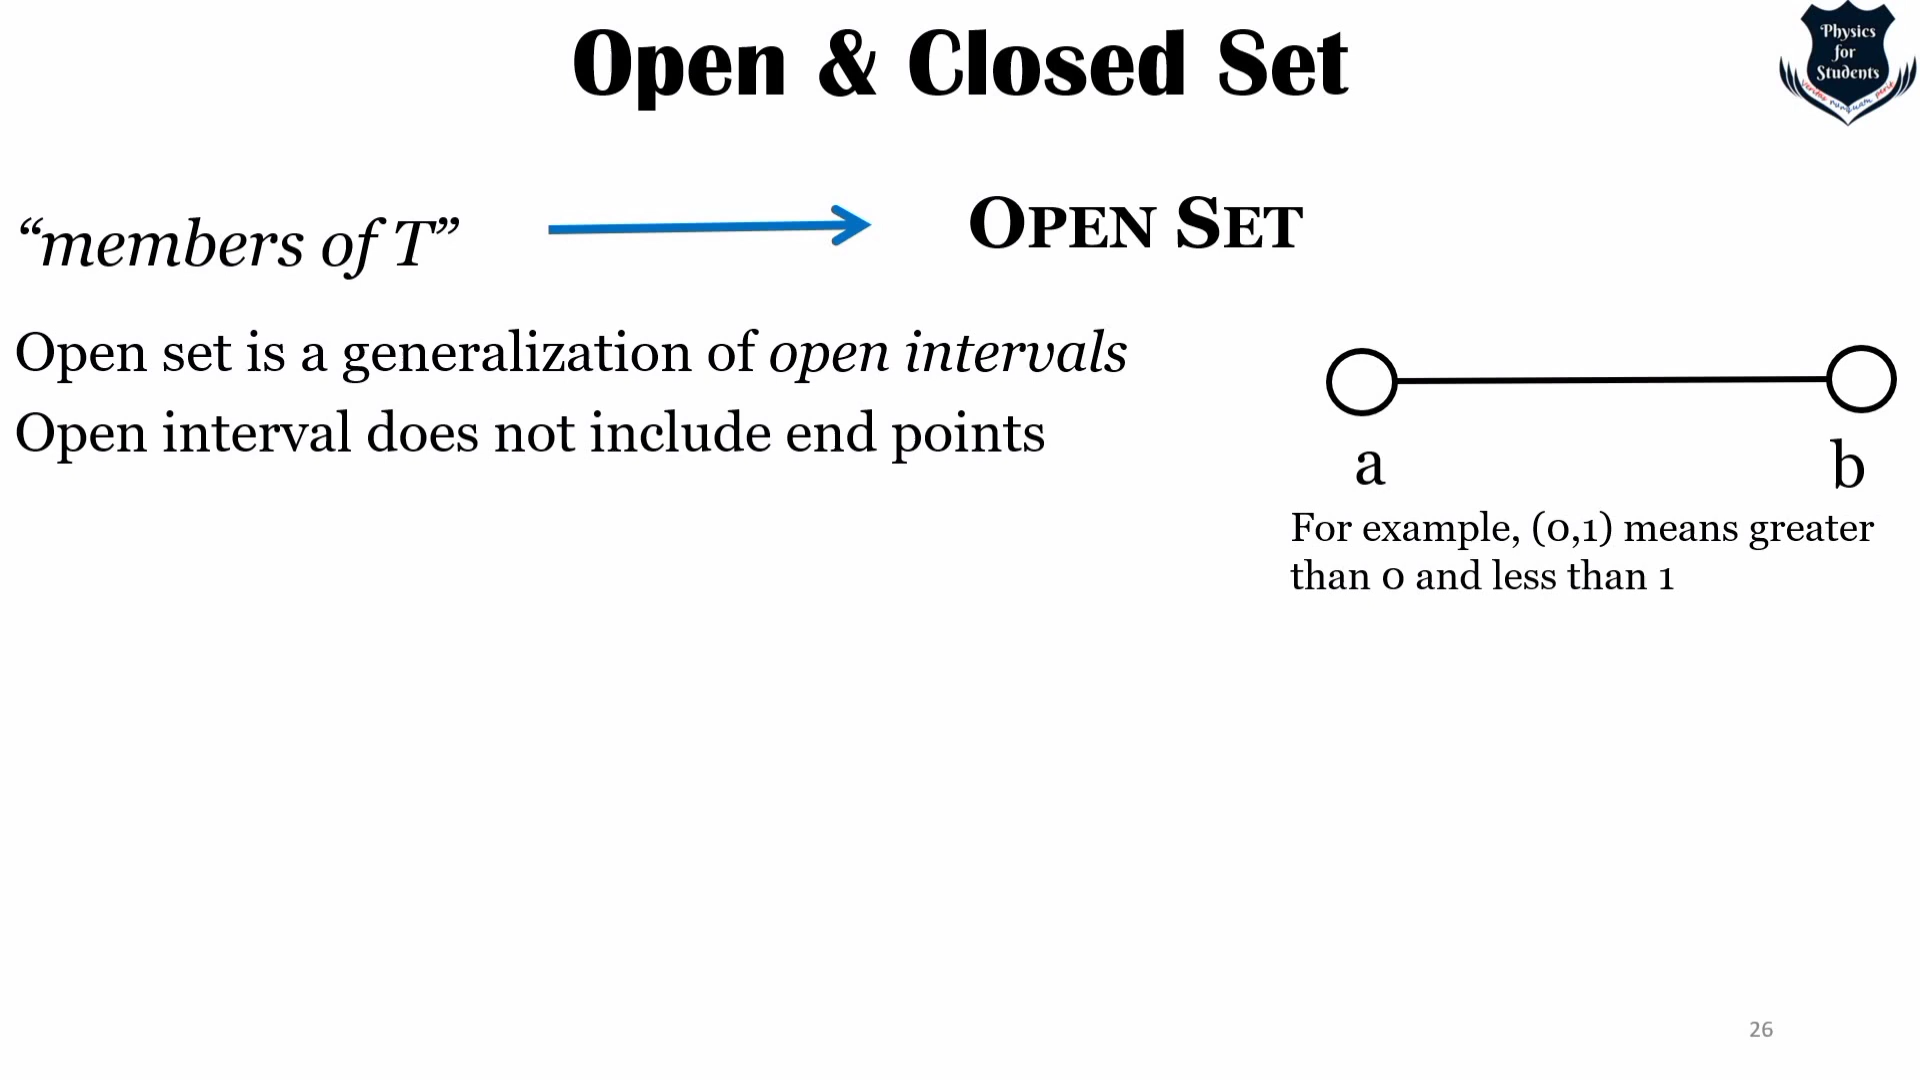 Open & Closed Set
Physics
for
Students
“members of T”
OPEN SET
Open set is a generalization of open intervals
Open interval does not include end points
a
b
For example, (0,1) means greater
than 0 and less than 1
26